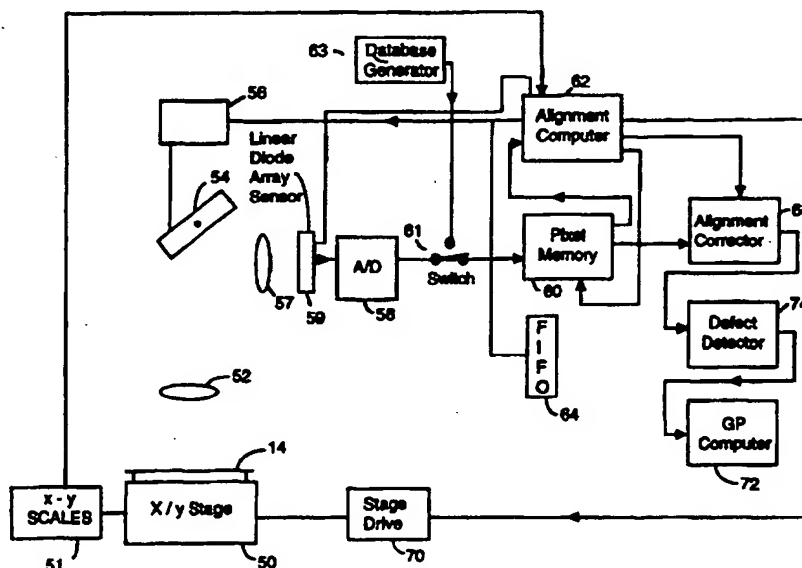 63
Database
Generator
62
Alignment
Computer
56
Linear
Diode
Array
Sensor
54
61
A/D
Switch
Pixel
Memory
60
Alignment
Corrector
57
59
58
F
I
F
O
64
Defect
Detector
52
GP
Computer
72
14
x - y
SCALES
51
X / y Stage
50
Stage
Drive
70